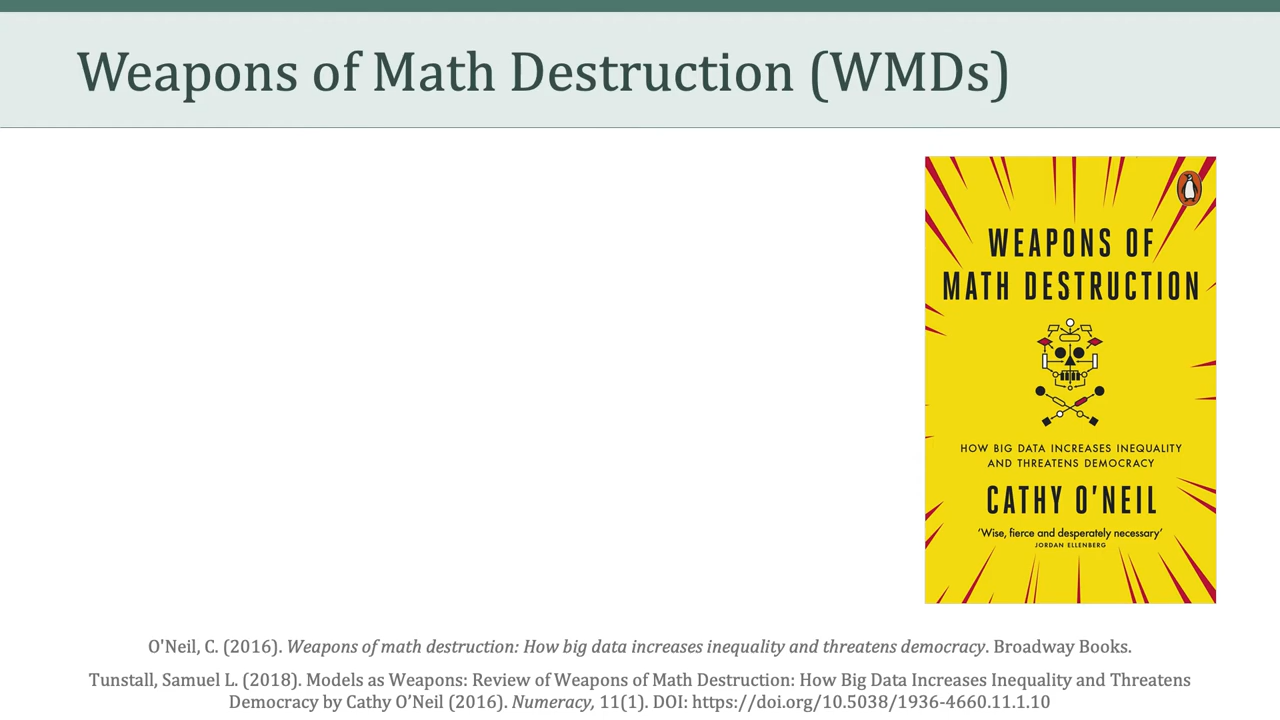 Weapons of Math Destruction (WMDs)
WEAPONS OF
MATH DESTRUCTION
HOW BIG DATA INCREASES INEQUALITY
AND THREATENS DEMOCRACY
CATHY O'NEIL
‘Wise, fierce and desperately necessary’
JORDAN ELLENBERG
O'Neil, C. (2016). Weapons of math destruction: How big data increases inequality and threatens democracy. Broadway Books.
Tunstall, Samuel L. (2018). Models as Weapons: Review of Weapons of Math Destruction: How Big Data Increases Inequality and Threatens
Democracy by Cathy O’Neil (2016). Numeracy, 11(1). DOI: https://doi.org/10.5038/1936-4660.11.1.10